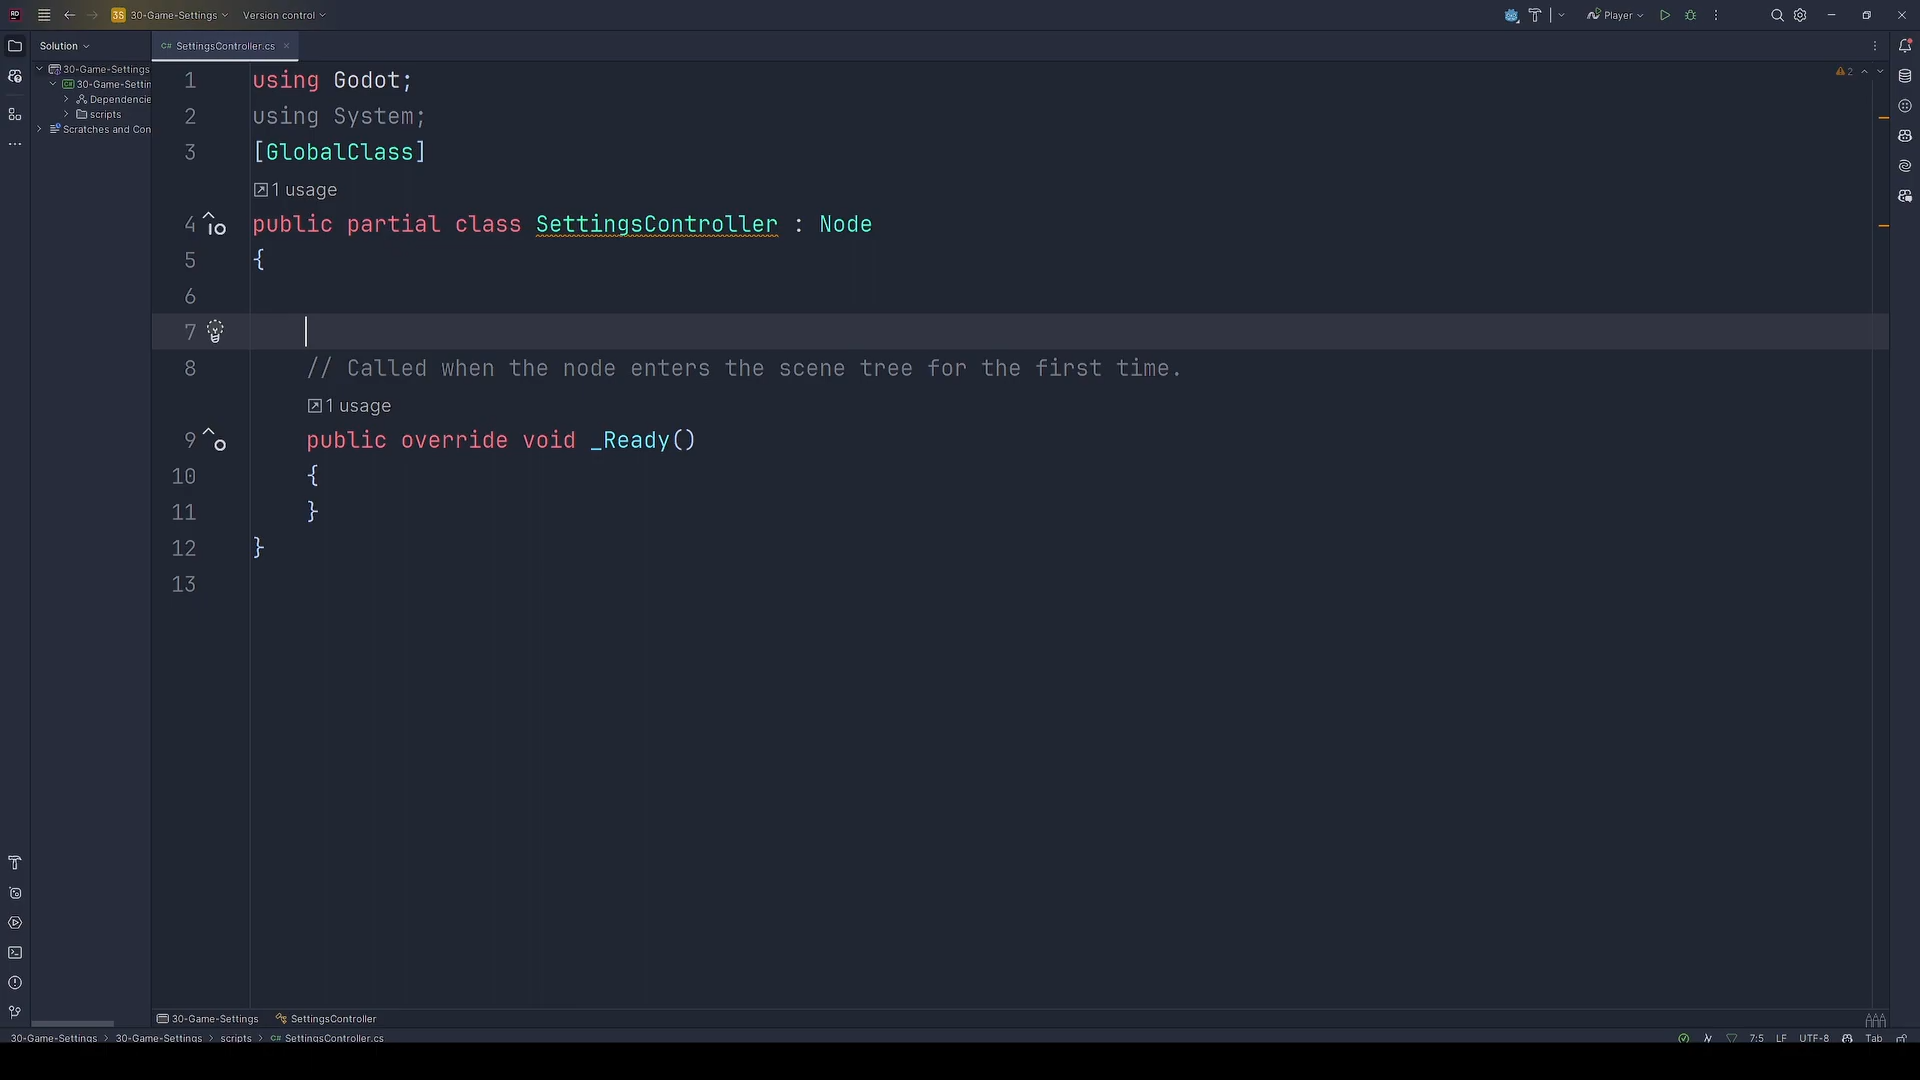 30-Game-Settings
Version control
Player
Solution
SettingsController.cs
30-Game-Settings
30-Game-Settin
Dependencie
scripts
Scratches and Con
2
1 using Godot;
2 using System;
3 [GlobalClass]
1 usage
4 public partial class SettingsController : Node
5 {
6
7
8 // Called when the node enters the scene tree for the first time.
1 usage
9 public override void _Ready()
10 {
11 }
12 }
13
30-Game-Settings SettingsController
30-Game-Settings > 30-Game-Settings > scripts > C# SettingsController.cs
7:5 LF UTF-8 Tab